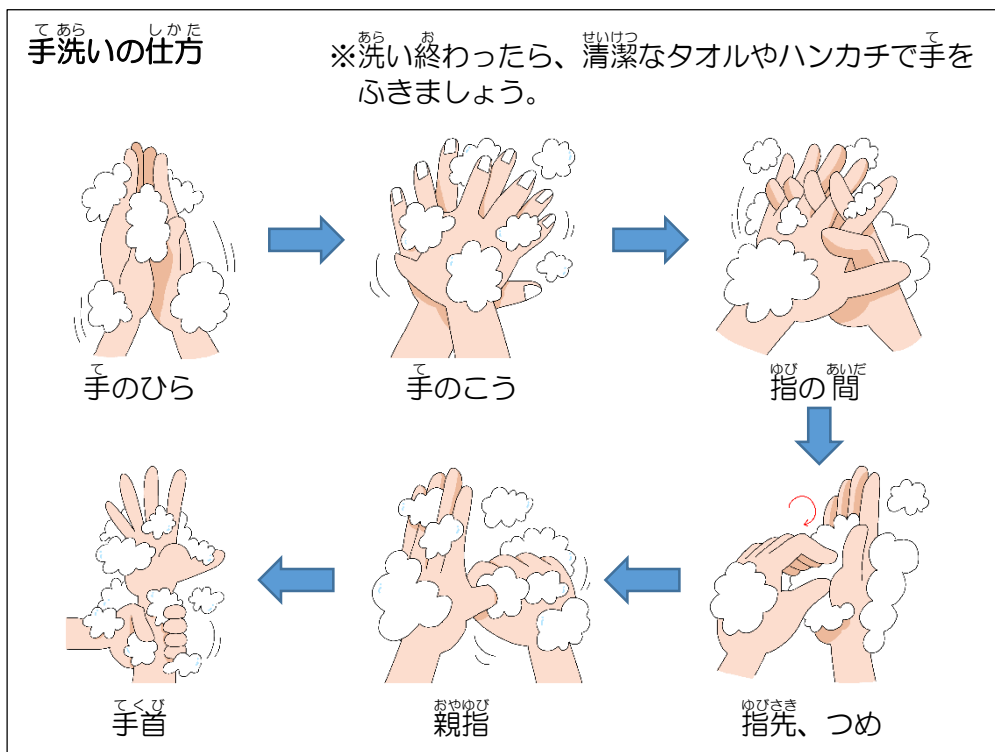 手洗いの仕方
※洗い終わったら、清潔なタオルやハンカチで手を
ふきましょう。
手のひら
手のこう
指の間
指先、つめ
親指
手首